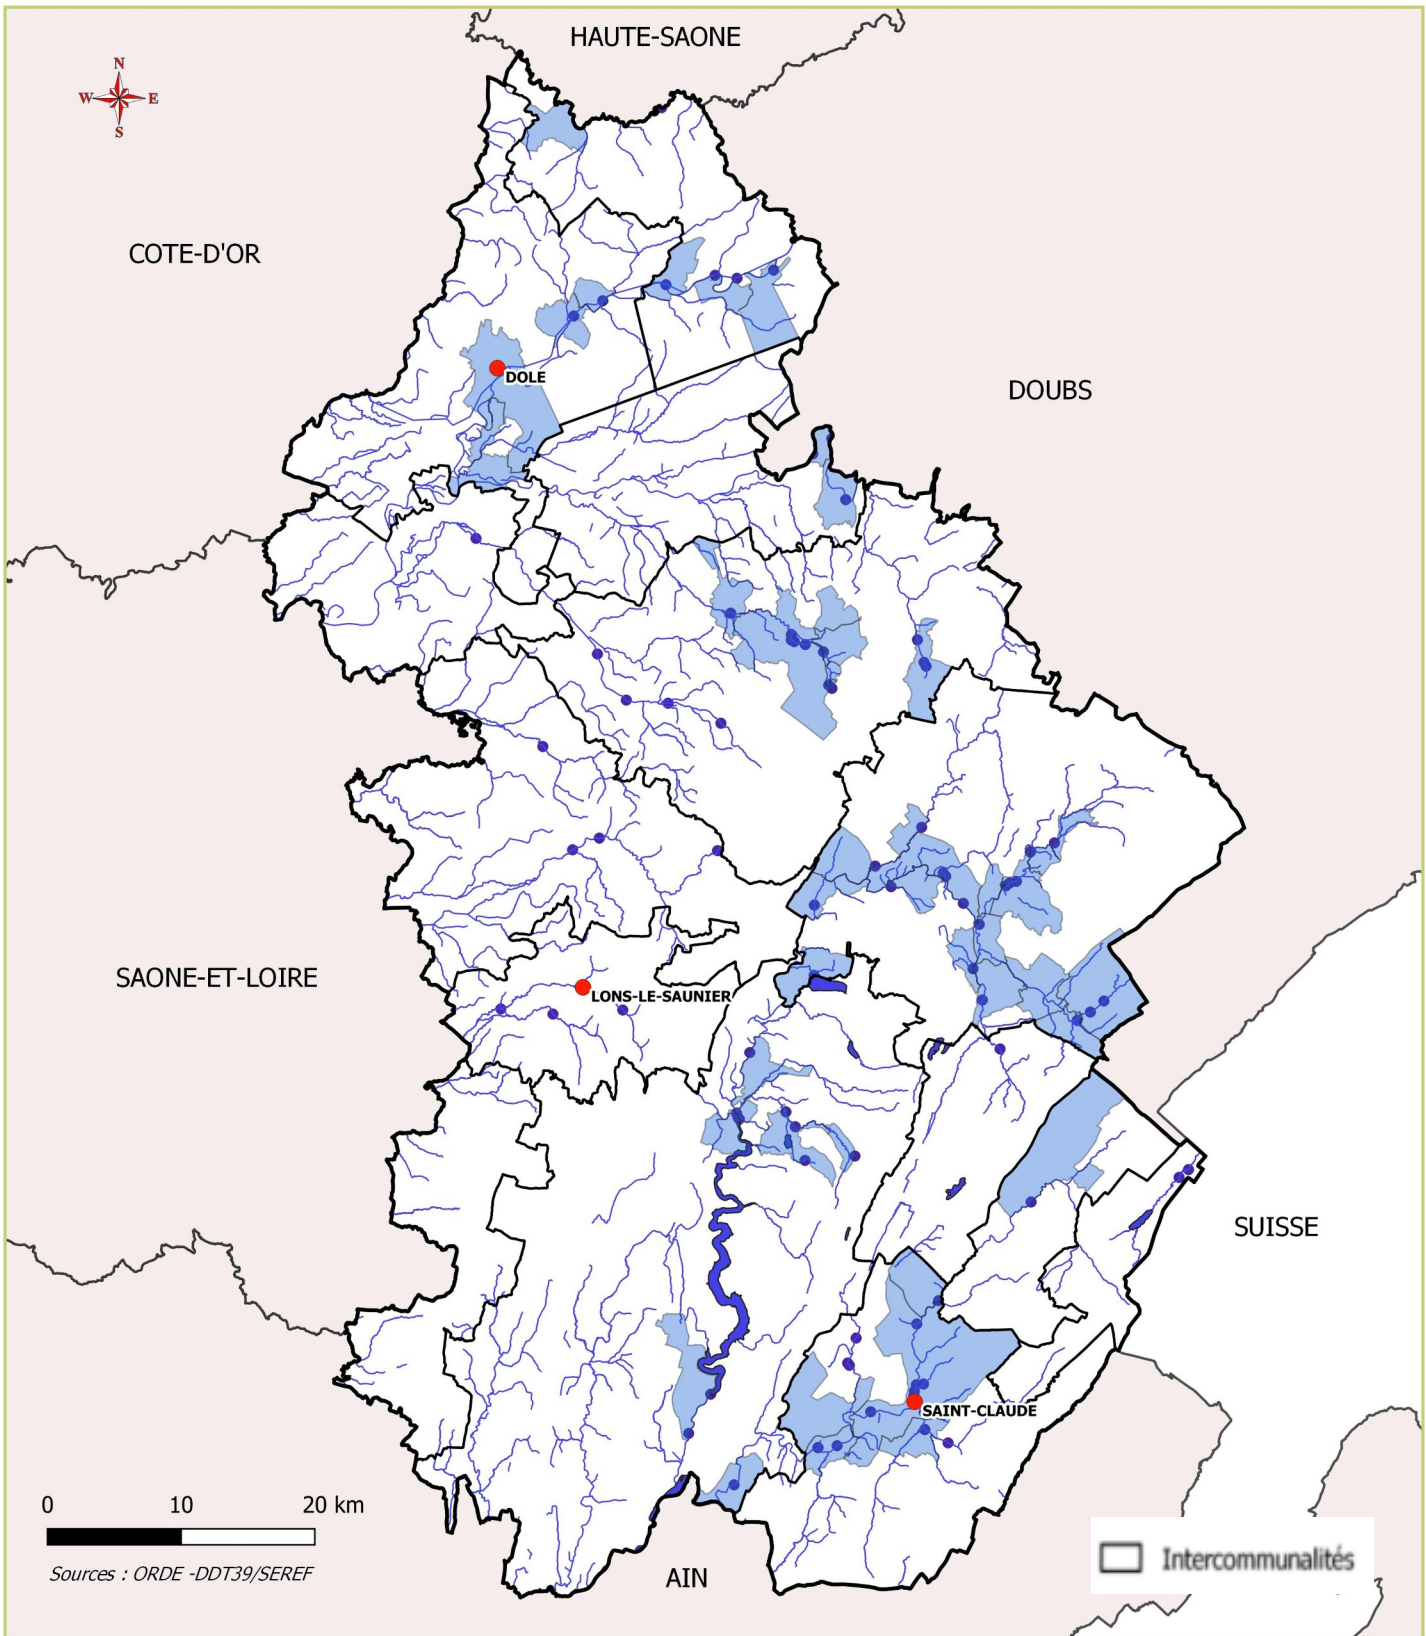 HAUTE-SAONE
N
W E
S
COTE-D'OR
DOLE
DOUBS
SAONE-ET-LOIRE
LONS-LE-SAUNIER
SUISSE
SAINT-CLAUDE
0 10 20 km
Sources : ORDE -DDT39/SEREF
AIN
Intercommunalités